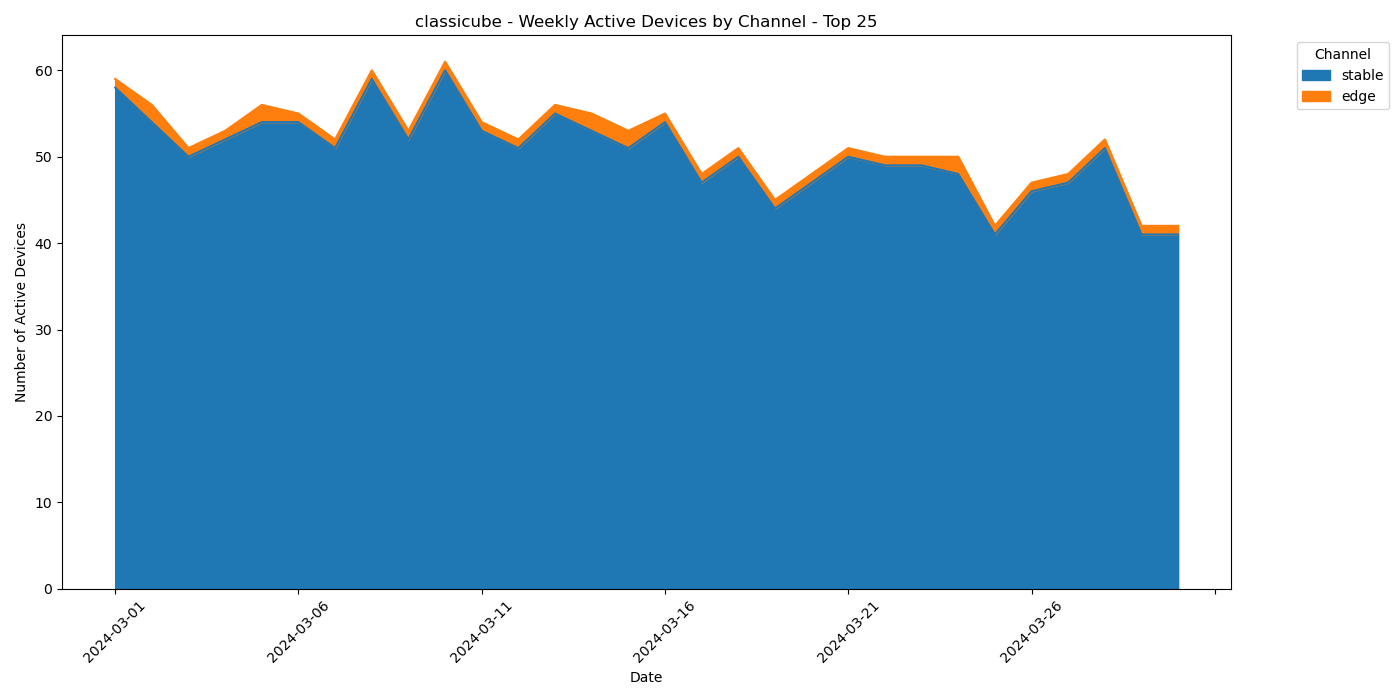 classicube - Weekly Active Devices by Channel - Top 25
Channel
stable
edge
Number of Active Devices
60
50
40
30
20
10
0
2024-03-01
2024-03-06
2024-03-11
2024-03-16
2024-03-21
2024-03-26
Date